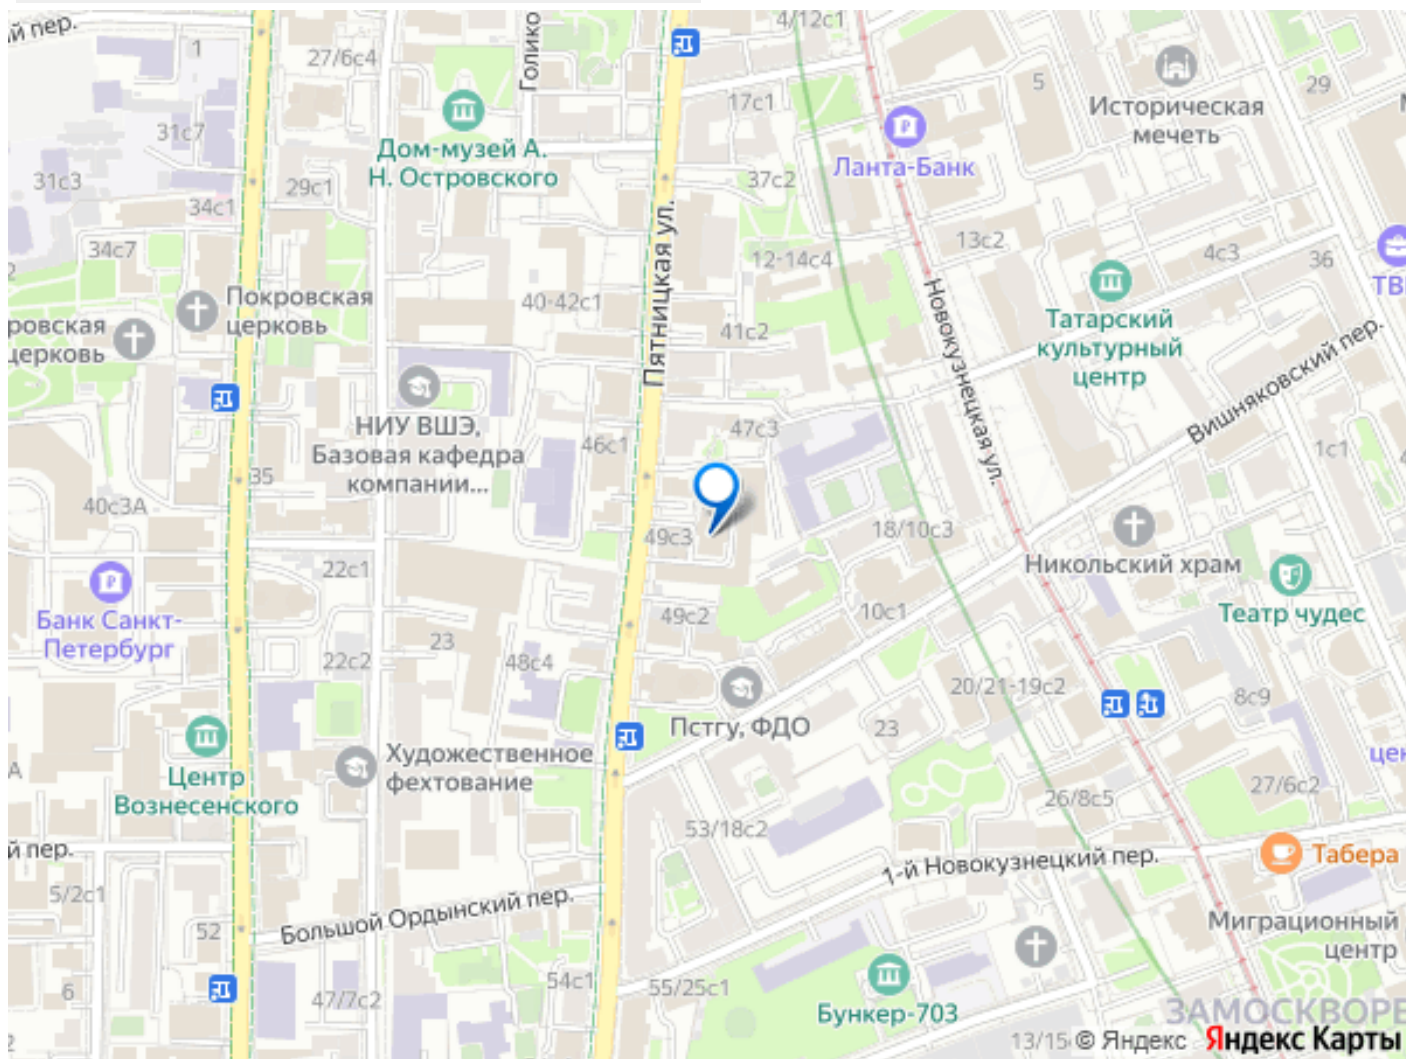 й пер.
1
27/6с4
Голико
4/12с1
17с1
5
29
Историческая
мечеть
Ланта-Банк
31с7
Дом-музей А.
Н. Островского
31с3
29с1
34с1
37с2
34с7
Пятницкая ул.
12-14с4
13с2
4с3
36
ТВ
Покровская
церковь
ровская
церковь
40-42с1
41с2
Новокузнецкая ул.
Татарский
культурный
центр
Вишняковский пер.
НИУ ВШЭ,
Базовая кафедра
компании...
46с1
47с3
1с1
35
40с3А
49с3
18/10с3
Никольский храм
22с1
Банк Санкт-
Петербург
49с2
10с1
Театр чудес
23
22с2
48с4
20/21-19с2
8с9
Пстгу, ФДО
23
Художественное
фехтование
Центр
Вознесенского
А
цен
27/6с2
26/8с5
53/18с2
й пер.
1-й Новокузнецкий пер.
Табера
5/2с1
Большой Ордынский пер.
52
Миграционный
центр
6
47/7с2
54с1
55/25с1
Бункер-703
ЗАМОСКВОРЕ
13/15
© Яндекс
Яндекс Карты